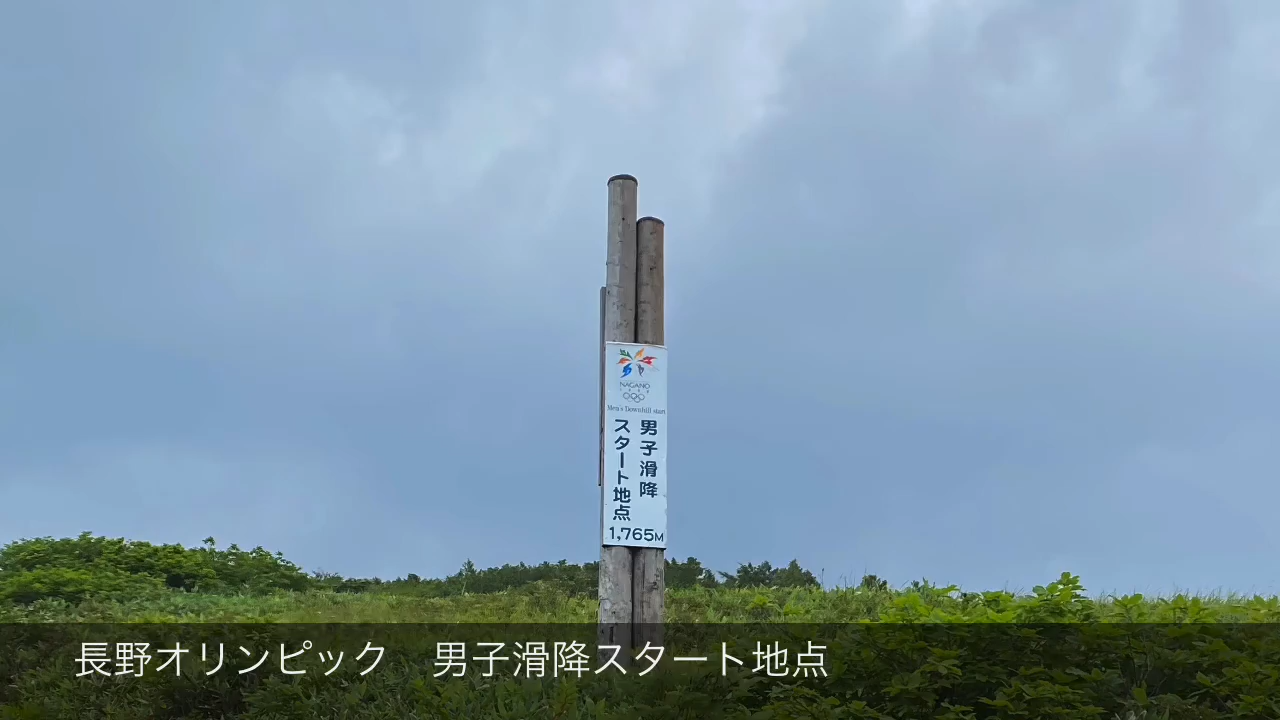 NAGANO
1998
Men's Downhill start
男子滑降
スタート地点
1,765M
長野オリンピック　男子滑降スタート地点